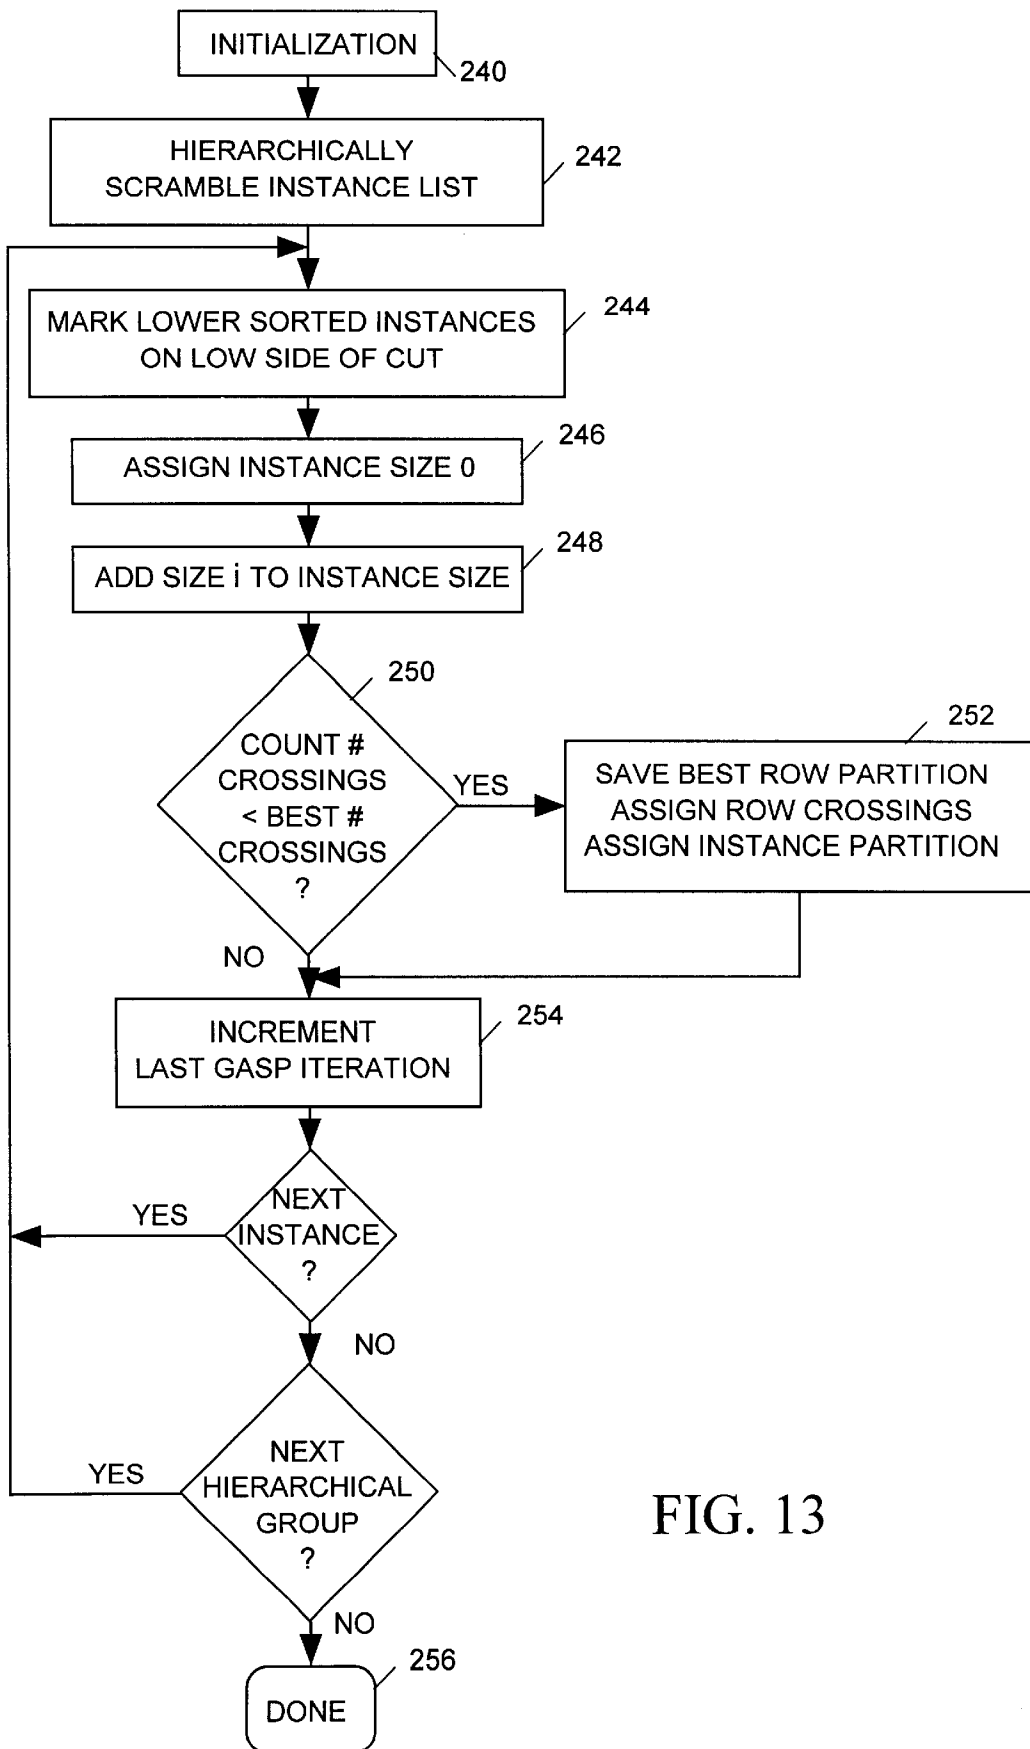 INITIALIZATION
240
HIERARCHICALLY
SCRAMBLE INSTANCE LIST
242
MARK LOWER SORTED INSTANCES
ON LOW SIDE OF CUT
244
ASSIGN INSTANCE SIZE 0
246
ADD SIZE i TO INSTANCE SIZE
248
COUNT #
CROSSINGS
< BEST #
CROSSINGS
?
250
YES
SAVE BEST ROW PARTITION
ASSIGN ROW CROSSINGS
ASSIGN INSTANCE PARTITION
252
NO
INCREMENT
LAST GASP ITERATION
254
NEXT
INSTANCE
?
YES
NO
NEXT
HIERARCHICAL
GROUP
?
YES
NO
DONE
256
FIG. 13